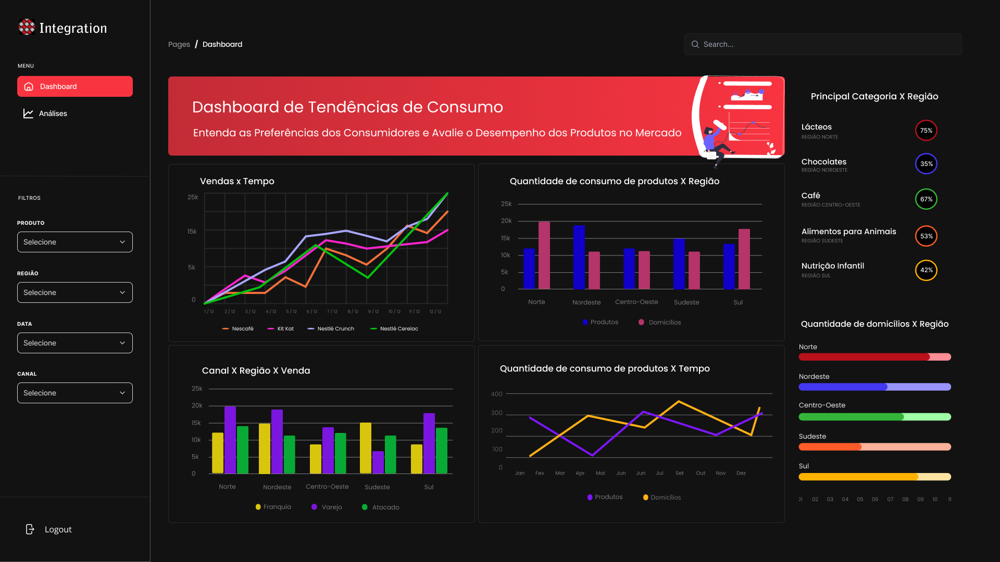 Integration
MENU
Dashboard
Análises
FILTROS
PRODUTO
Selecione
REGIÃO
Selecione
DATA
Selecione
CANAL
Selecione
Logout
Pages / Dashboard
Search...
Dashboard de Tendências de Consumo
Entenda as Preferências dos Consumidores e Avalie o Desempenho dos Produtos no Mercado
Vendas x Tempo
25k
15k
5k
0
1 / 12 2 / 12 3 / 12 4 / 12 5 / 12 6 / 12 7 / 12 8 / 12 9 / 12 10 / 12 11 / 12 12 / 12
Nescafé Kit Kat Nestlé Crunch Nestlé Cerelac
Quantidade de consumo de produtos X Região
25k
20k
15k
10k
5k
0
Norte Nordeste Centro-Oeste Sudeste Sul
Produtos Domicílios
Canal X Região X Venda
25k
20k
15k
10k
5k
0
Norte Nordeste Centro-Oeste Sudeste Sul
Franquia Varejo Atacado
Quantidade de consumo de produtos X Tempo
400
300
200
100
0
Jan Fev Mar Apr Mai Jun Jun Jul Set Out Nov Dez
Produtos Domicílios
Principal Categoria X Região
Lácteos
REGIÃO NORTE
75%
Chocolates
REGIÃO NORDESTE
35%
Café
REGIÃO CENTRO-OESTE
67%
Alimentos para Animais
REGIÃO SUDESTE
53%
Nutrição Infantil
REGIÃO SUL
42%
Quantidade de domicílios X Região
Norte
Nordeste
Centro-Oeste
Sudeste
Sul
01 02 03 04 05 06 07 08 09 10 11